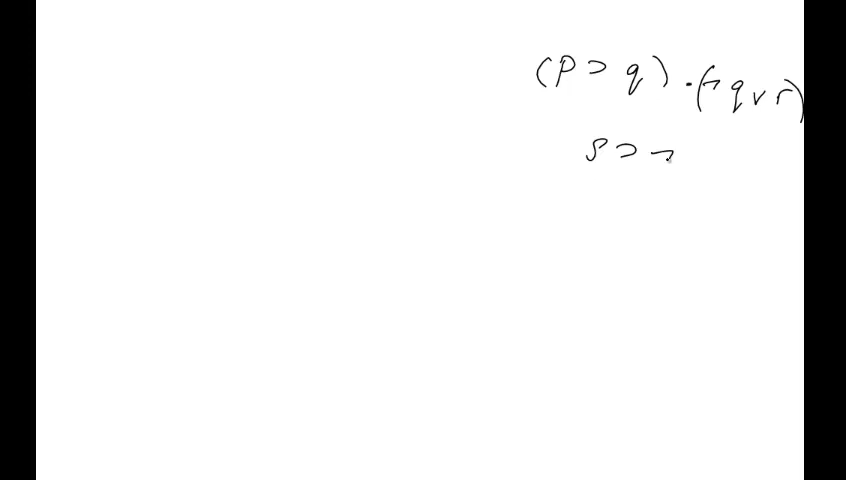 (p ⊃ q) · (¬ q ∨ r)
s ⊃ ¬